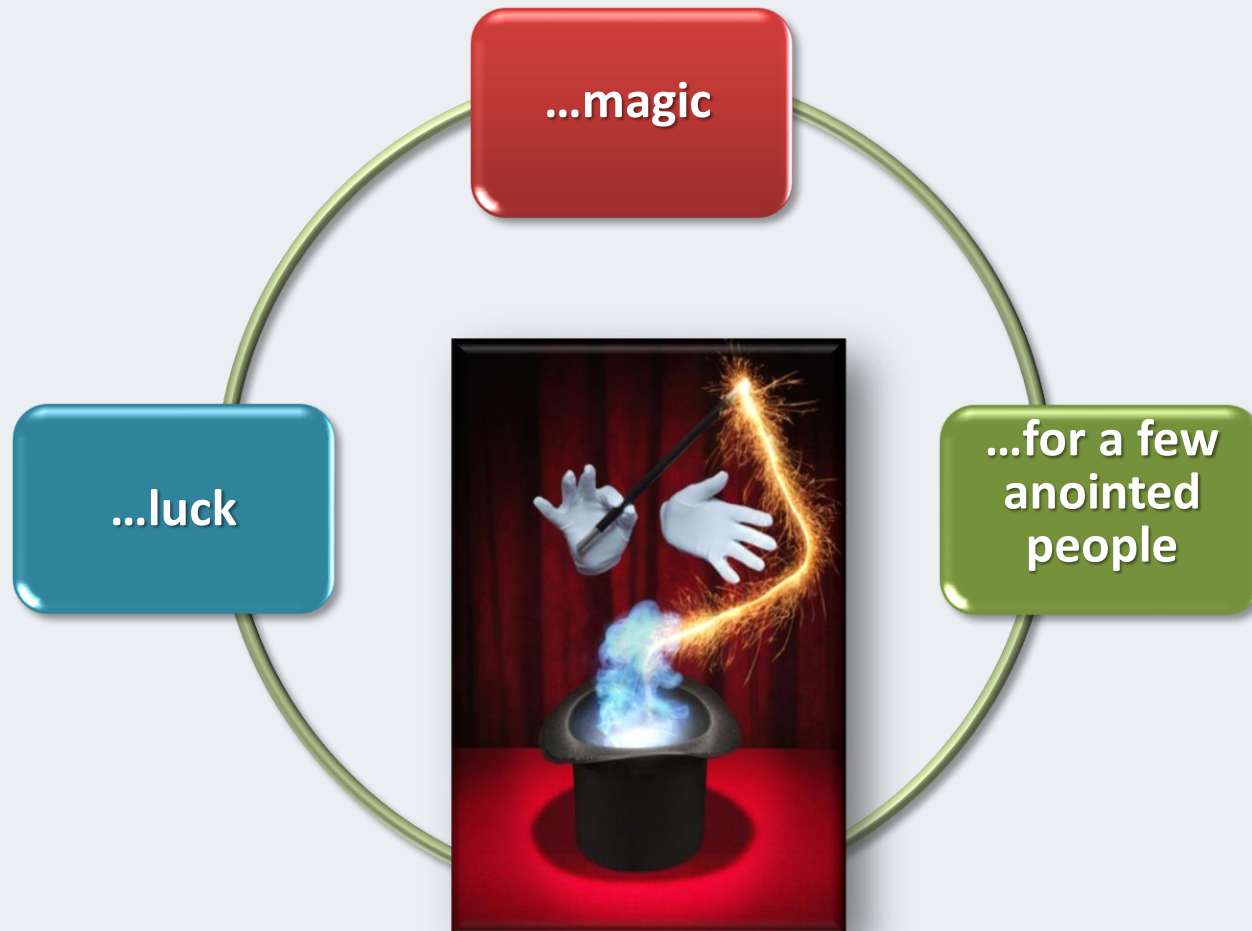 …magic
…luck
…for a few
anointed
people